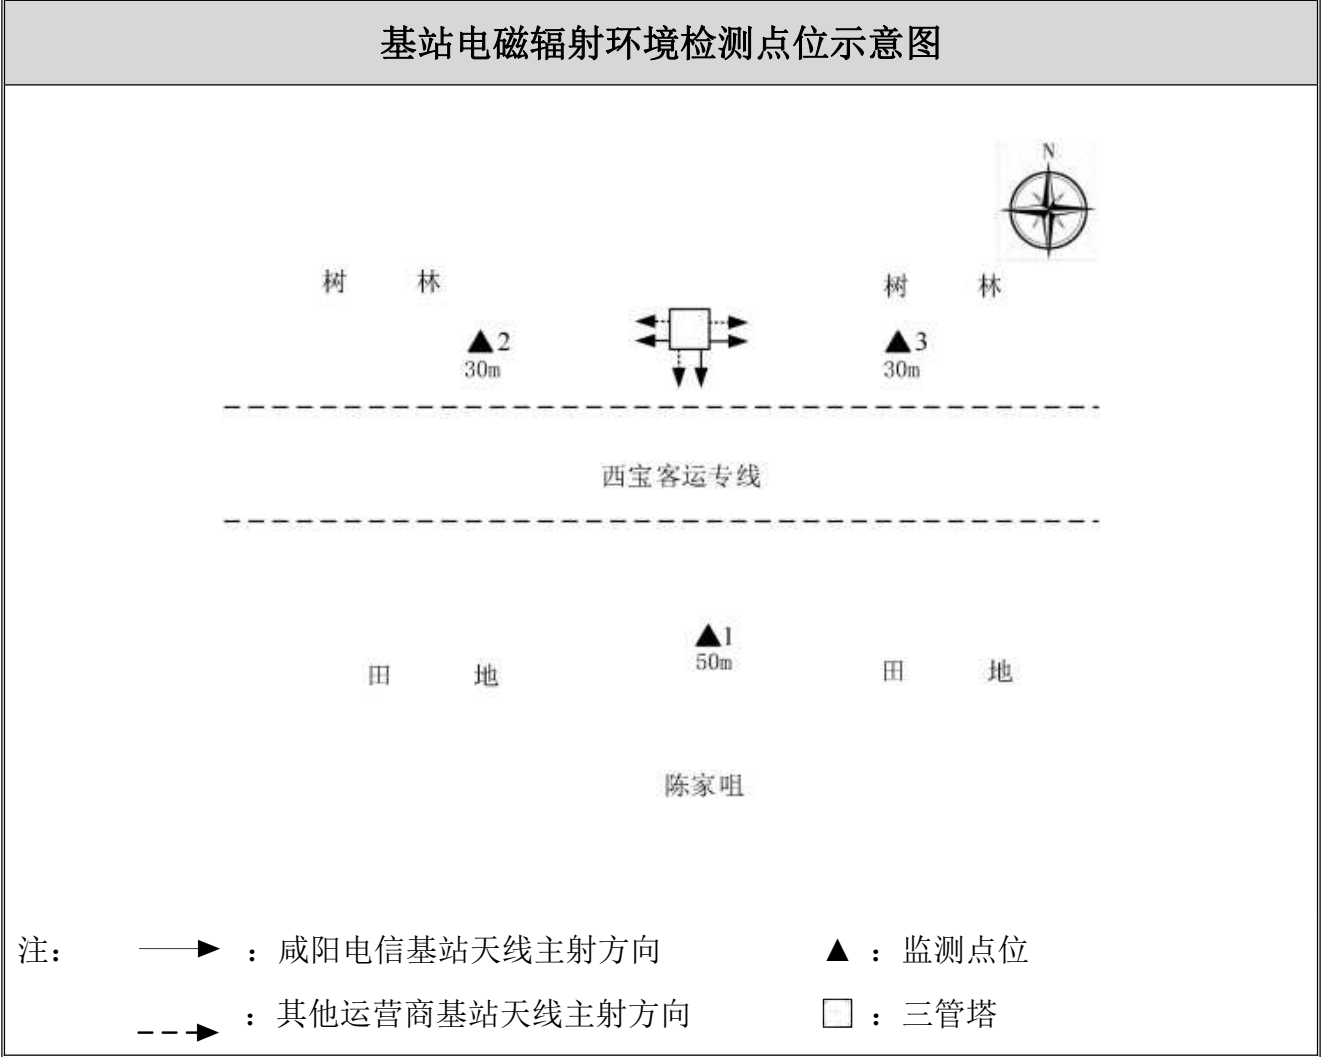 基站电磁辐射环境检测点位示意图
N
树 林
树 林
▲2
30m
▲3
30m
西宝客运专线
▲1
50m
田 地
田 地
陈家咀
注： ：咸阳电信基站天线主射方向 ▲：监测点位
：其他运营商基站天线主射方向 ：三管塔